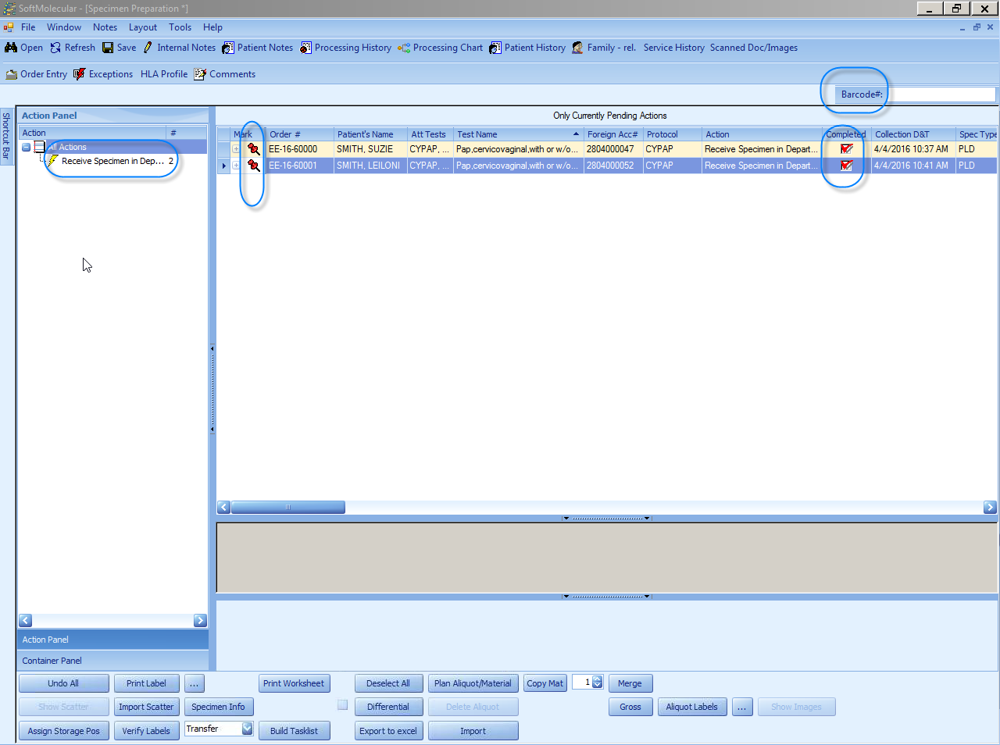 SoftMolecular - [Specimen Preparation *]
File Window Notes Layout Tools Help
Open Refresh Save Internal Notes Patient Notes Processing History Processing Chart Patient History Family - rel. Service History Scanned Doc/Images
Order Entry Exceptions HLA Profile Comments
Barcode#:
Shortcut Bar
Action Panel
Action #
All Actions
Receive Specimen in Dep... 2
Only Currently Pending Actions
Mark Order # Patient's Name Att Tests Test Name Foreign Acc# Protocol Action Completed Collection D&T Spec Type
EE-16-60000 SMITH, SUZIE CYPAP, ... Pap,cervicovaginal,with or w/o... 2804000047 CYPAP Receive Specimen in Depart... 4/4/2016 10:37 AM PLD
EE-16-60001 SMITH, LEILONI CYPAP, ... Pap,cervicovaginal,with or w/o... 2804000052 CYPAP Receive Specimen in Depart... 4/4/2016 10:41 AM PLD
Action Panel
Container Panel
Undo All Print Label ... Print Worksheet Deselect All Plan Aliquot/Material Copy Mat 1 Merge
Show Scatter Import Scatter Specimen Info Differential Delete Aliquot Gross Aliquot Labels ... Show Images
Assign Storage Pos Verify Labels Transfer Build Tasklist Export to excel Import